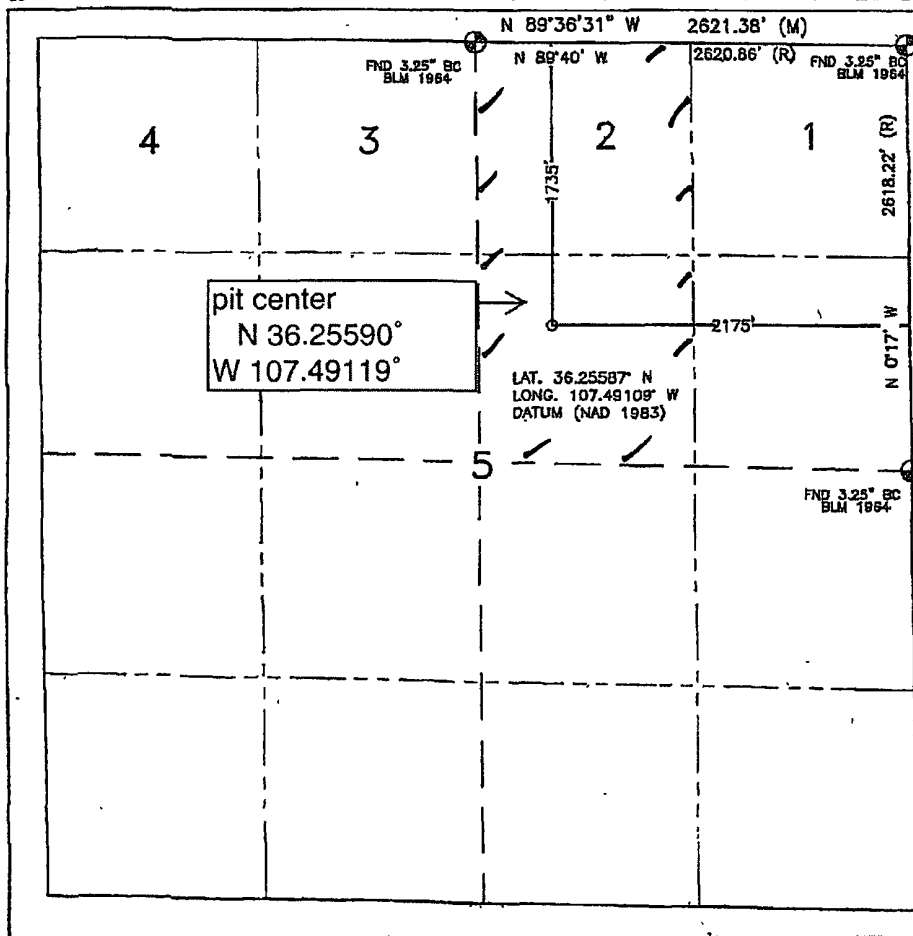 N 89°36'31" W 2621.38' (M)
N 89°40' W 2620.86' (R)
FND 3.25" BC
BLM 1964
FND 3.25" BC
BLM 1964
4
3
2
1
2618.22' (R)
N 0°17' W
1735'
pit center
N 36.25590°
W 107.49119°
2175'
LAT. 36.25587° N
LONG. 107.49109° W
DATUM (NAD 1983)
5
FND 3.25" BC
BLM 1964